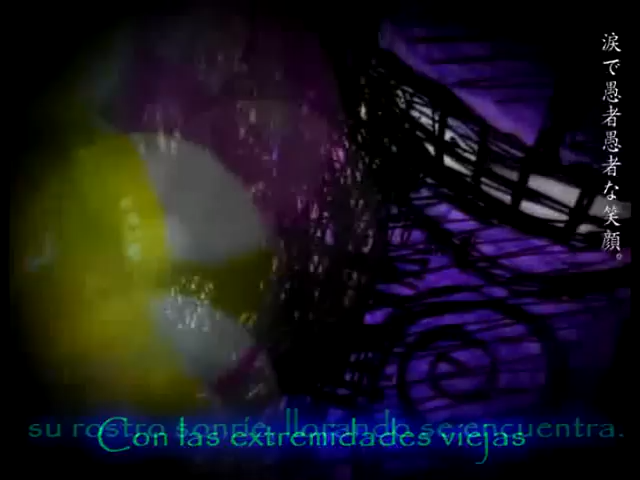 涙で愚者愚者な笑顔。
su rostro sonríe, llorando se encuentra.
Con las extremidades viejas